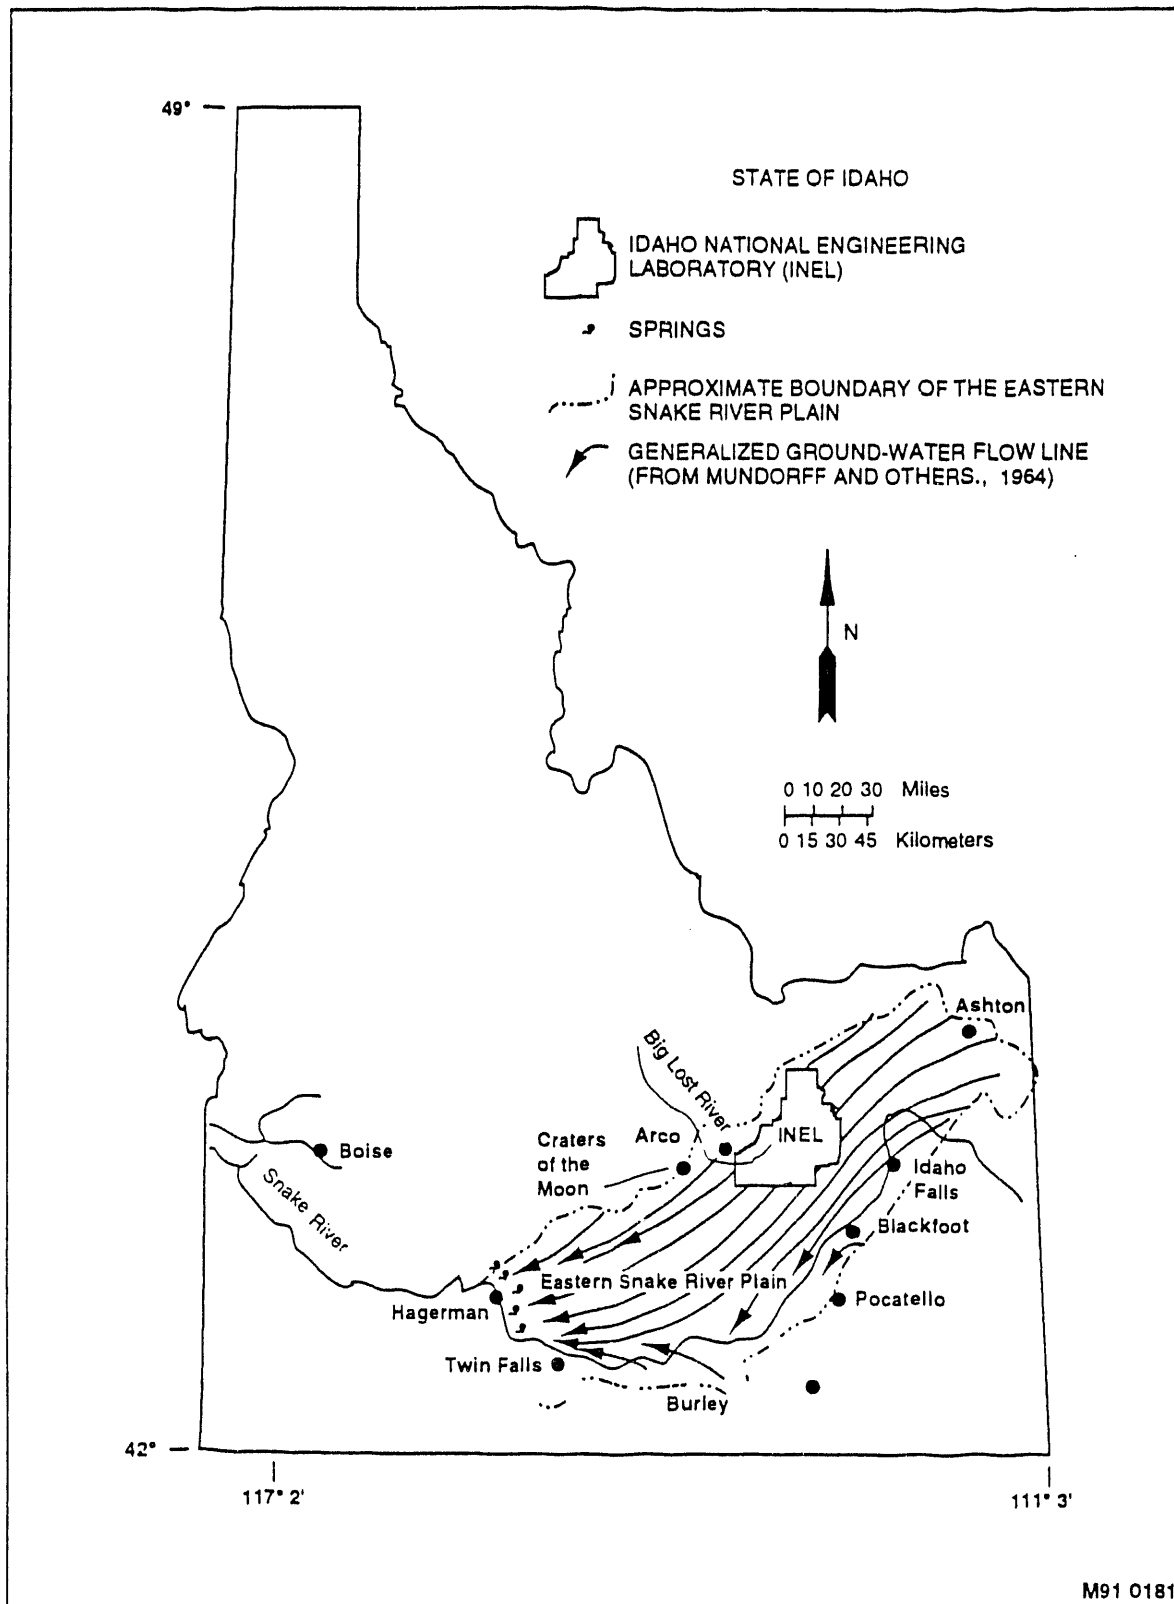 49°
STATE OF IDAHO
IDAHO NATIONAL ENGINEERING
LABORATORY (INEL)
SPRINGS
APPROXIMATE BOUNDARY OF THE EASTERN
SNAKE RIVER PLAIN
GENERALIZED GROUND-WATER FLOW LINE
(FROM MUNDORFF AND OTHERS., 1964)
N
0 10 20 30 Miles
0 15 30 45 Kilometers
Ashton
Big Lost River
Arco
INEL
Boise
Craters
of the
Moon
Idaho
Falls
Snake River
Blackfoot
Eastern Snake River Plain
Hagerman
Pocatello
Twin Falls
Burley
42°
117° 2'
111° 3'
M91 0181